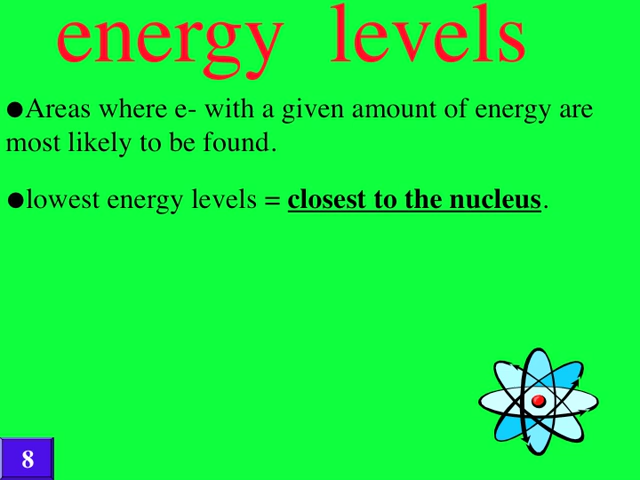 energy levels
●Areas where e- with a given amount of energy are
most likely to be found.
●lowest energy levels = closest to the nucleus.
8